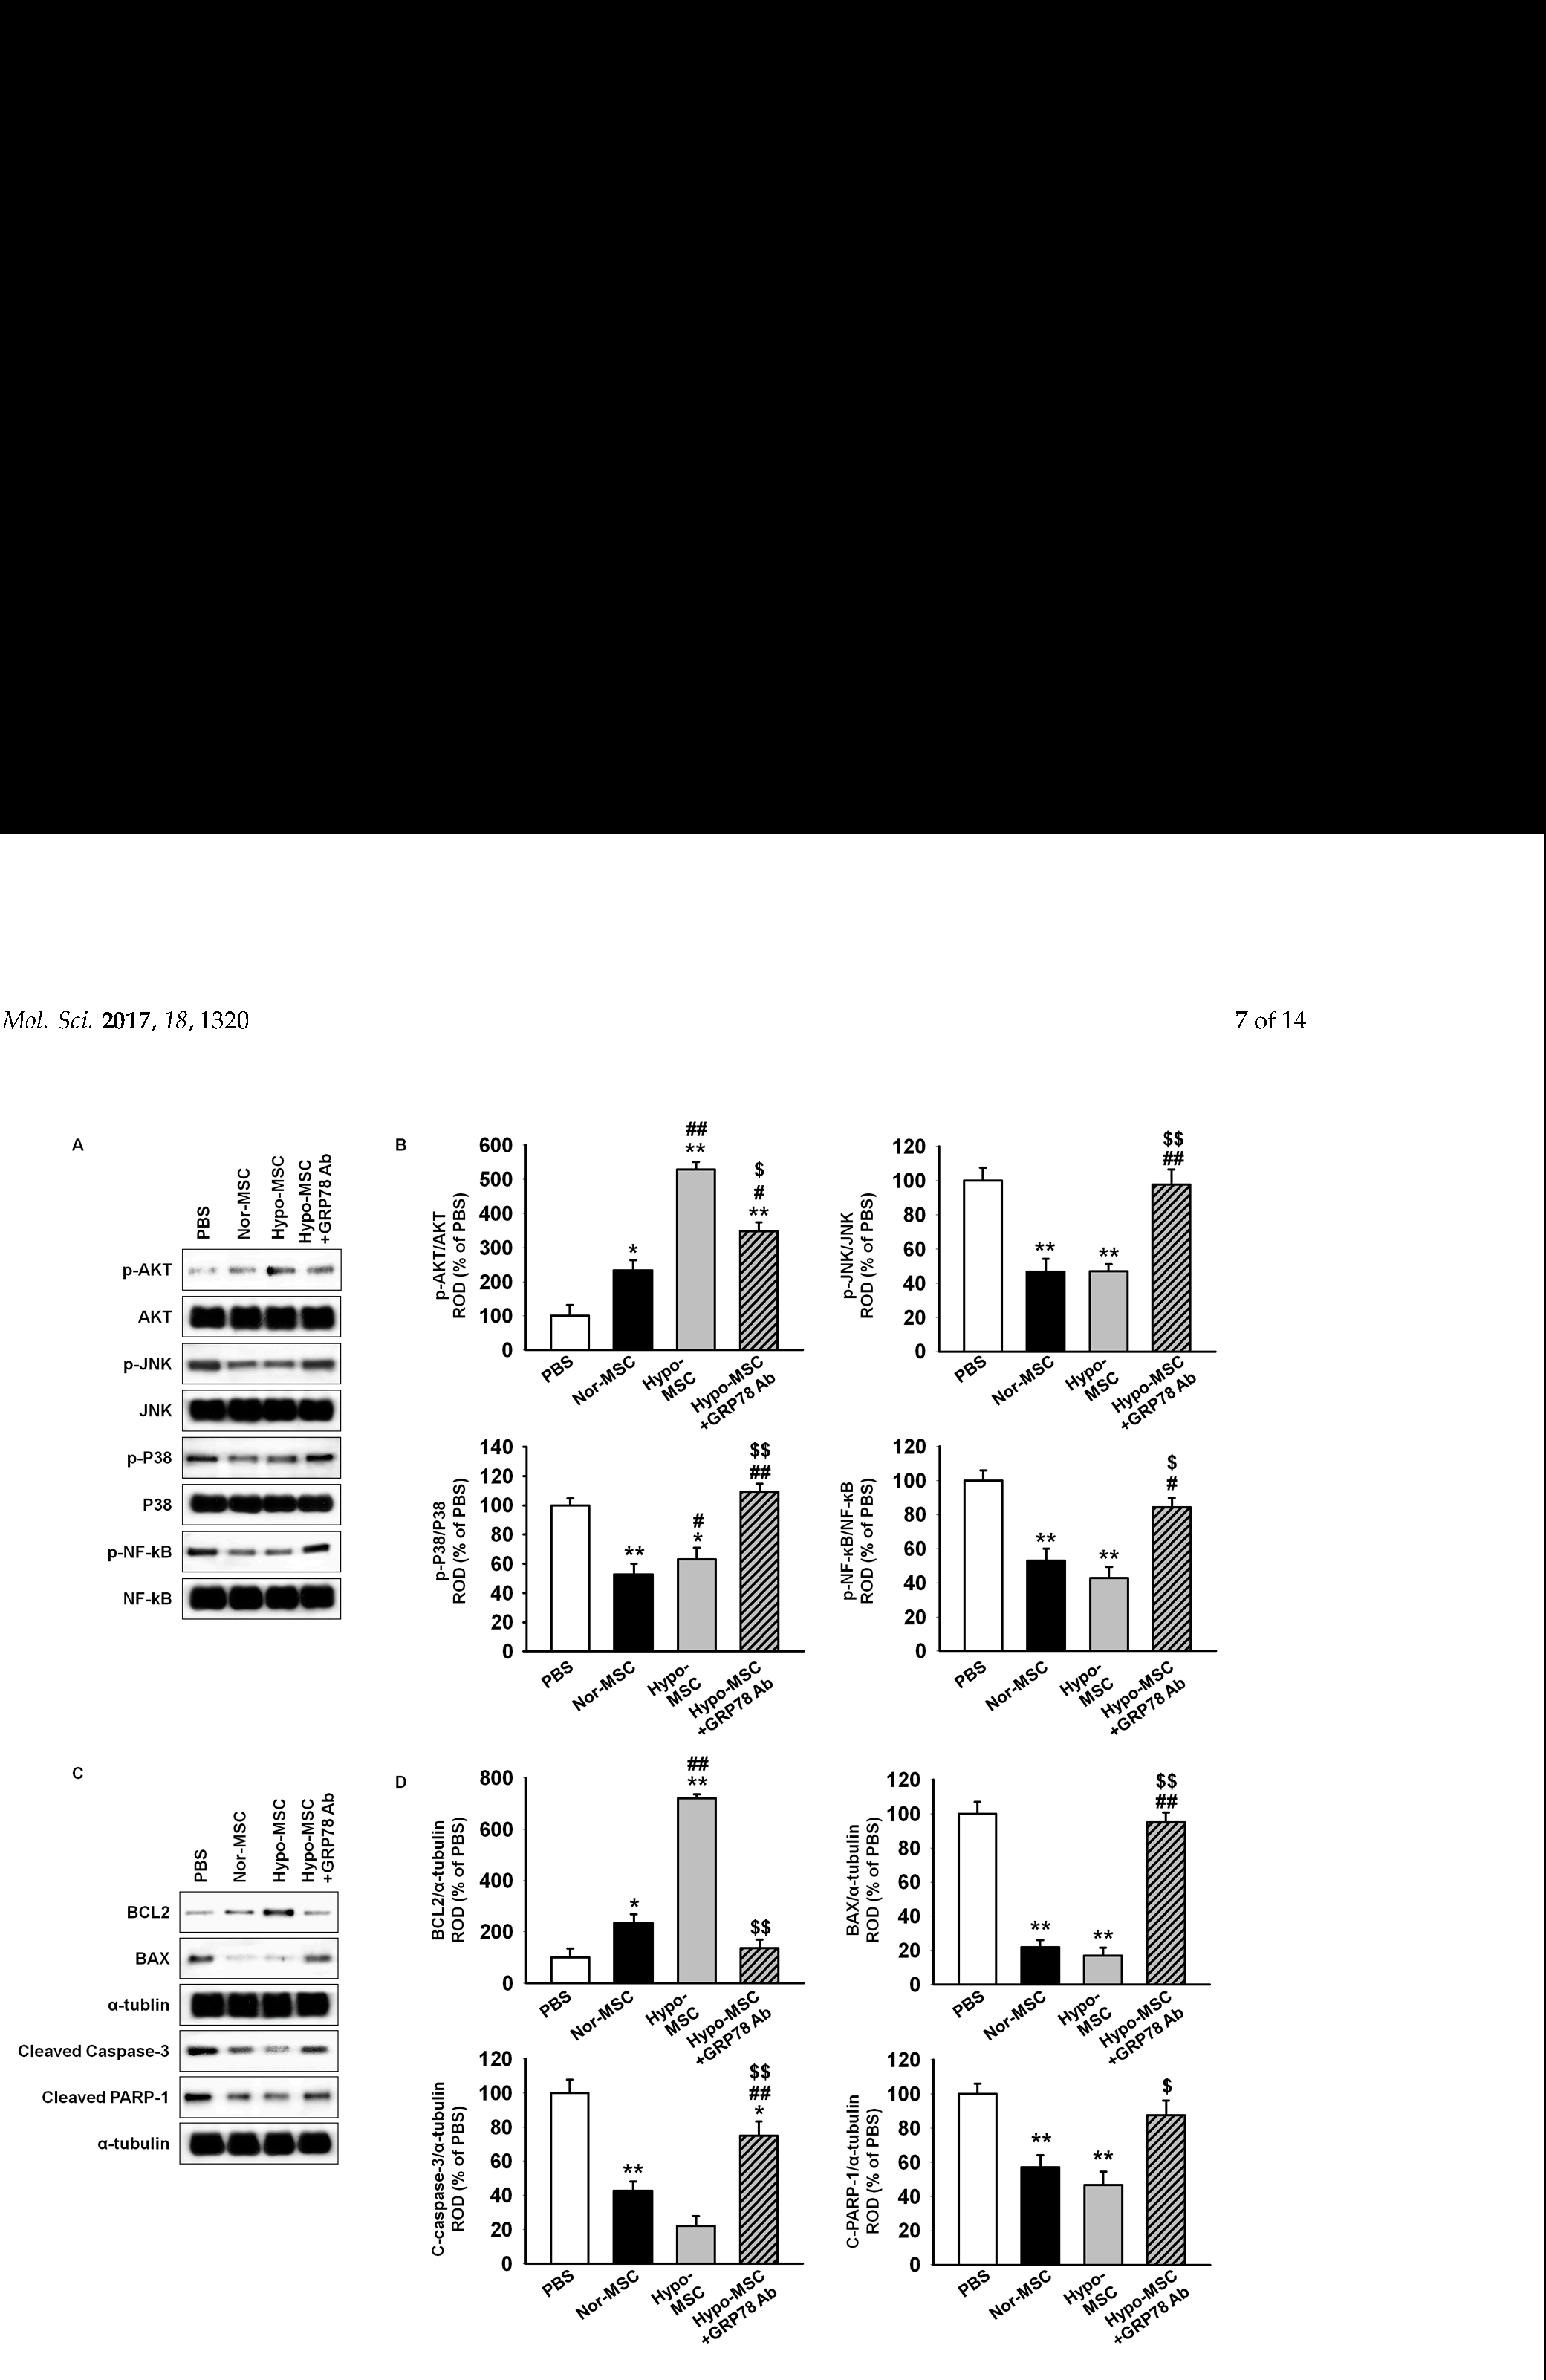 Mol. Sci. 2017, 18, 1320
7 of 14
A
PBS
Nor-MSC
Hypo-MSC
Hypo-MSC
+GRP78 Ab
p-AKT
AKT
p-JNK
JNK
p-P38
P38
p-NF-kB
NF-kB
B
p-AKT/AKT
ROD (% of PBS)
600
500
400
300
200
100
0
*
##
**
$
#
**
PBS
Nor-MSC
Hypo-
MSC
Hypo-MSC
+GRP78 Ab
p-JNK/JNK
ROD (% of PBS)
120
100
80
60
40
20
0
**
**
$$
##
PBS
Nor-MSC
Hypo-
MSC
Hypo-MSC
+GRP78 Ab
p-P38/P38
ROD (% of PBS)
140
120
100
80
60
40
20
0
**
#
*
$$
##
PBS
Nor-MSC
Hypo-
MSC
Hypo-MSC
+GRP78 Ab
p-NF-κB/NF-κB
ROD (% of PBS)
120
100
80
60
40
20
0
**
**
$
#
PBS
Nor-MSC
Hypo-
MSC
Hypo-MSC
+GRP78 Ab
C
PBS
Nor-MSC
Hypo-MSC
Hypo-MSC
+GRP78 Ab
BCL2
BAX
α-tublin
Cleaved Caspase-3
Cleaved PARP-1
α-tubulin
D
BCL2/α-tubulin
ROD (% of PBS)
800
600
400
200
0
*
##
**
$$
PBS
Nor-MSC
Hypo-
MSC
Hypo-MSC
+GRP78 Ab
BAX/α-tubulin
ROD (% of PBS)
120
100
80
60
40
20
0
**
**
$$
##
PBS
Nor-MSC
Hypo-
MSC
Hypo-MSC
+GRP78 Ab
C-caspase-3/α-tubulin
ROD (% of PBS)
120
100
80
60
40
20
0
**
$$
##
*
PBS
Nor-MSC
Hypo-
MSC
Hypo-MSC
+GRP78 Ab
C-PARP-1/α-tubulin
ROD (% of PBS)
120
100
80
60
40
20
0
**
**
$
PBS
Nor-MSC
Hypo-
MSC
Hypo-MSC
+GRP78 Ab